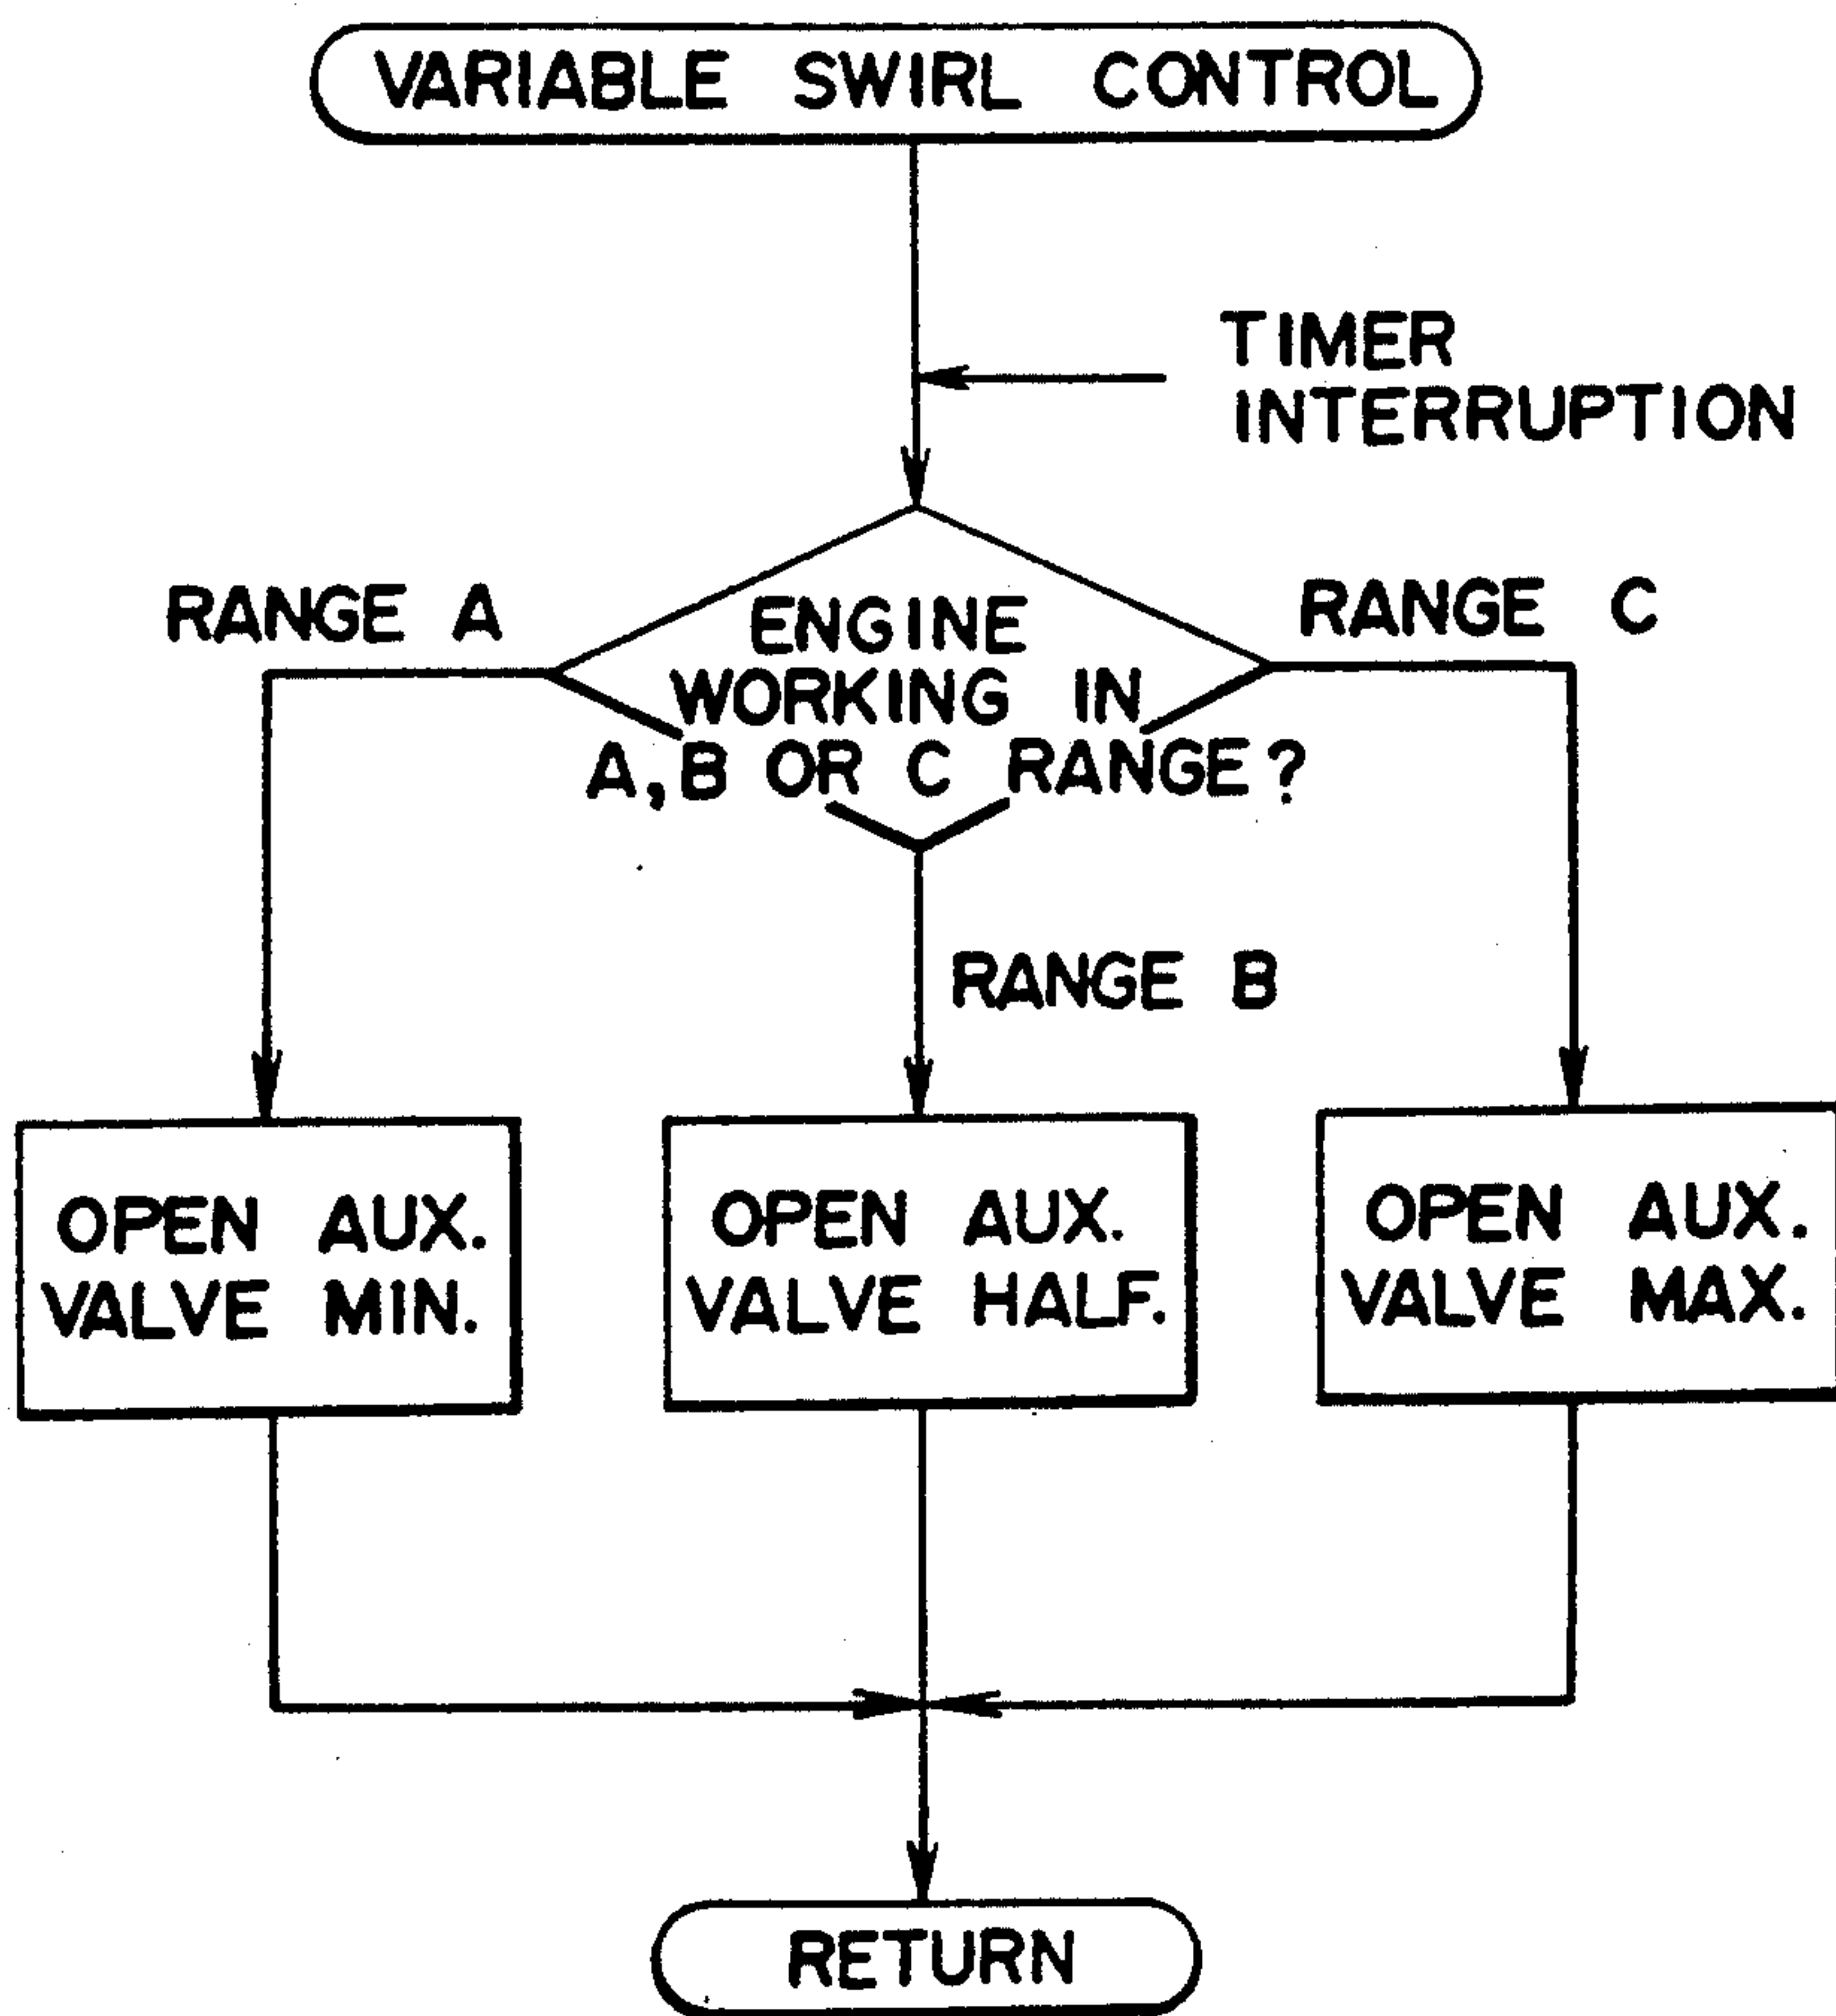 VARIABLE SWIRL CONTROL
TIMER
INTERRUPTION
RANGE A
ENGINE
WORKING IN
A, B OR C RANGE?
RANGE C
RANGE B
OPEN AUX.
VALVE MIN.
OPEN AUX.
VALVE HALF.
OPEN AUX.
VALVE MAX.
RETURN